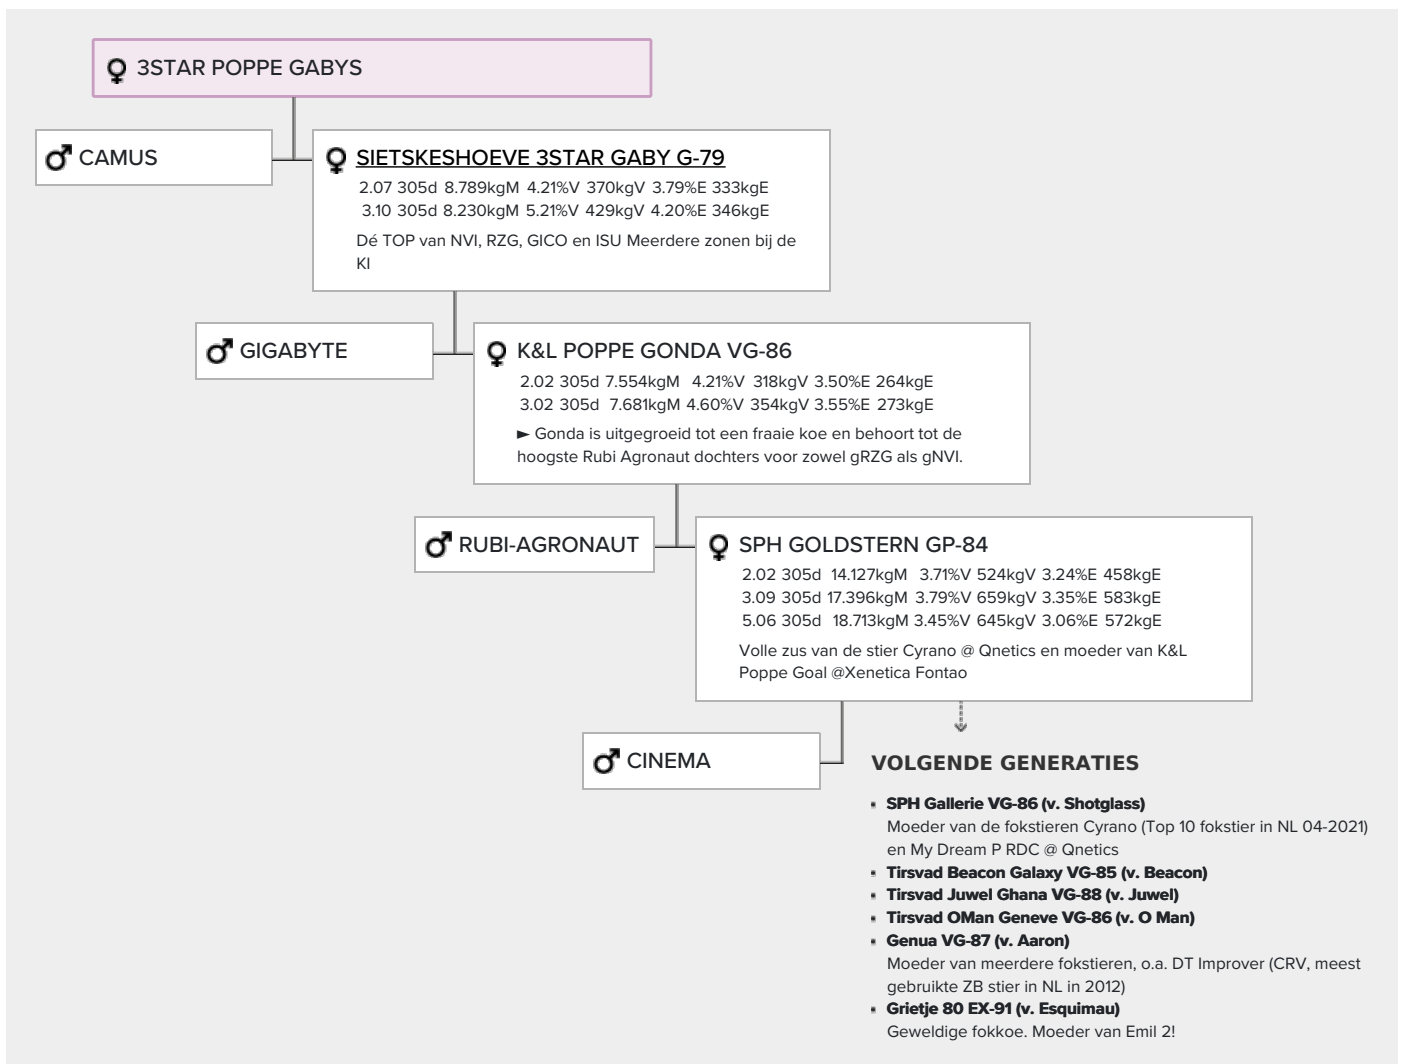 3STAR POPPE GABYS
CAMUS
SIETSKESHOEVE 3STAR GABY G-79
2.07 305d 8.789kgM 4.21%V 370kgV 3.79%E 333kgE
3.10 305d 8.230kgM 5.21%V 429kgV 4.20%E 346kgE
Dé TOP van NVI, RZG, GICO en ISU Meerdere zonen bij de
KI
GIGABYTE
K&L POPPE GONDA VG-86
2.02 305d 7.554kgM 4.21%V 318kgV 3.50%E 264kgE
3.02 305d 7.681kgM 4.60%V 354kgV 3.55%E 273kgE
► Gonda is uitgegroeid tot een fraaie koe en behoort tot de
hoogste Rubi Agronaut dochters voor zowel gRZG als gNVI.
RUBI-AGRONAUT
SPH GOLDSTERN GP-84
2.02 305d 14.127kgM 3.71%V 524kgV 3.24%E 458kgE
3.09 305d 17.396kgM 3.79%V 659kgV 3.35%E 583kgE
5.06 305d 18.713kgM 3.45%V 645kgV 3.06%E 572kgE
Volle zus van de stier Cyrano @ Qnetics en moeder van K&L
Poppe Goal @Xenetica Fontao
CINEMA
VOLGENDE GENERATIES
▪ SPH Gallerie VG-86 (v. Shotglass)
Moeder van de fokstieren Cyrano (Top 10 fokstier in NL 04-2021)
en My Dream P RDC @ Qnetics
▪ Tirsvad Beacon Galaxy VG-85 (v. Beacon)
▪ Tirsvad Juwel Ghana VG-88 (v. Juwel)
▪ Tirsvad OMan Geneve VG-86 (v. O Man)
▪ Genua VG-87 (v. Aaron)
Moeder van meerdere fokstieren, o.a. DT Improver (CRV, meest
gebruikte ZB stier in NL in 2012)
▪ Grietje 80 EX-91 (v. Esquimau)
Geweldige fokkoe. Moeder van Emil 2!